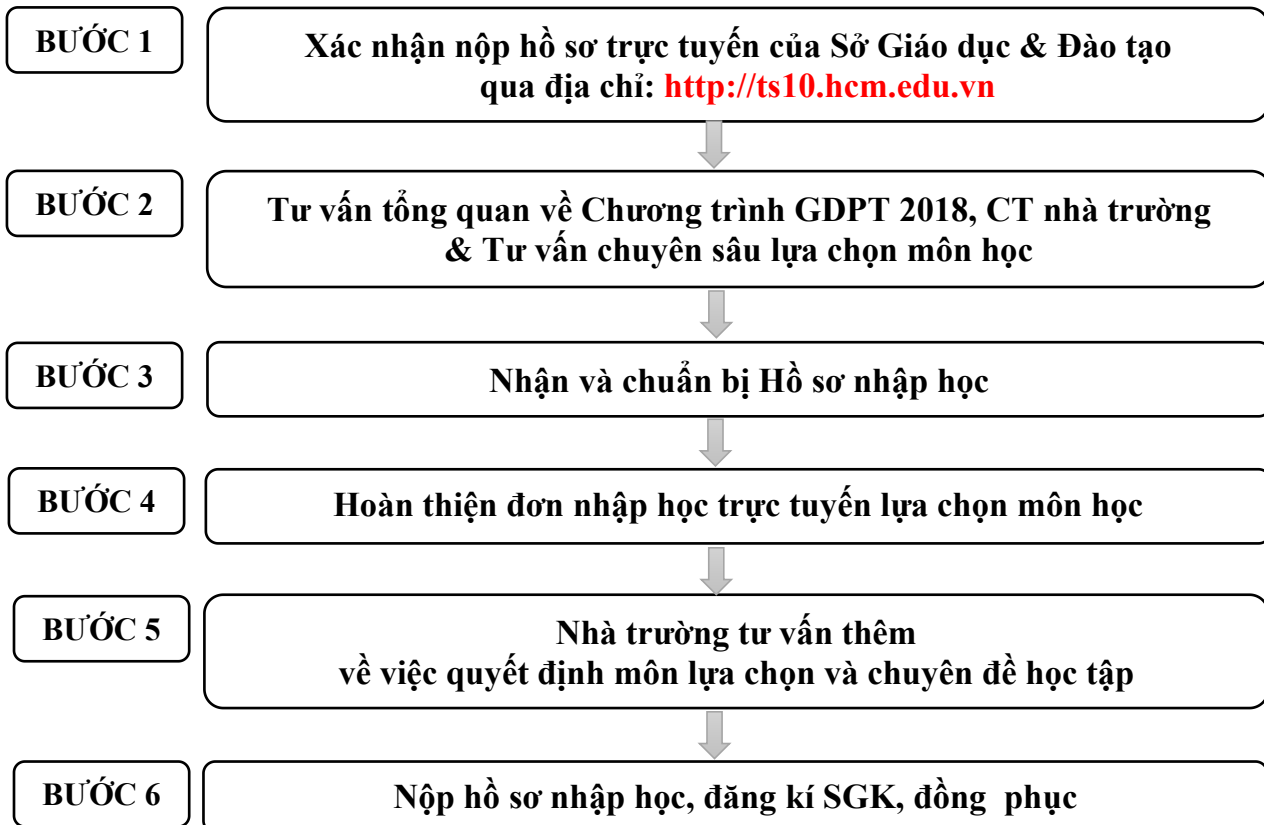 BƯỚC 1
Xác nhận nộp hồ sơ trực tuyến của Sở Giáo dục & Đào tạo
qua địa chỉ: http://ts10.hcm.edu.vn
BƯỚC 2
Tư vấn tổng quan về Chương trình GDPT 2018, CT nhà trường
& Tư vấn chuyên sâu lựa chọn môn học
BƯỚC 3
Nhận và chuẩn bị Hồ sơ nhập học
BƯỚC 4
Hoàn thiện đơn nhập học trực tuyến lựa chọn môn học
BƯỚC 5
Nhà trường tư vấn thêm
về việc quyết định môn lựa chọn và chuyên đề học tập
BƯỚC 6
Nộp hồ sơ nhập học, đăng kí SGK, đồng  phục